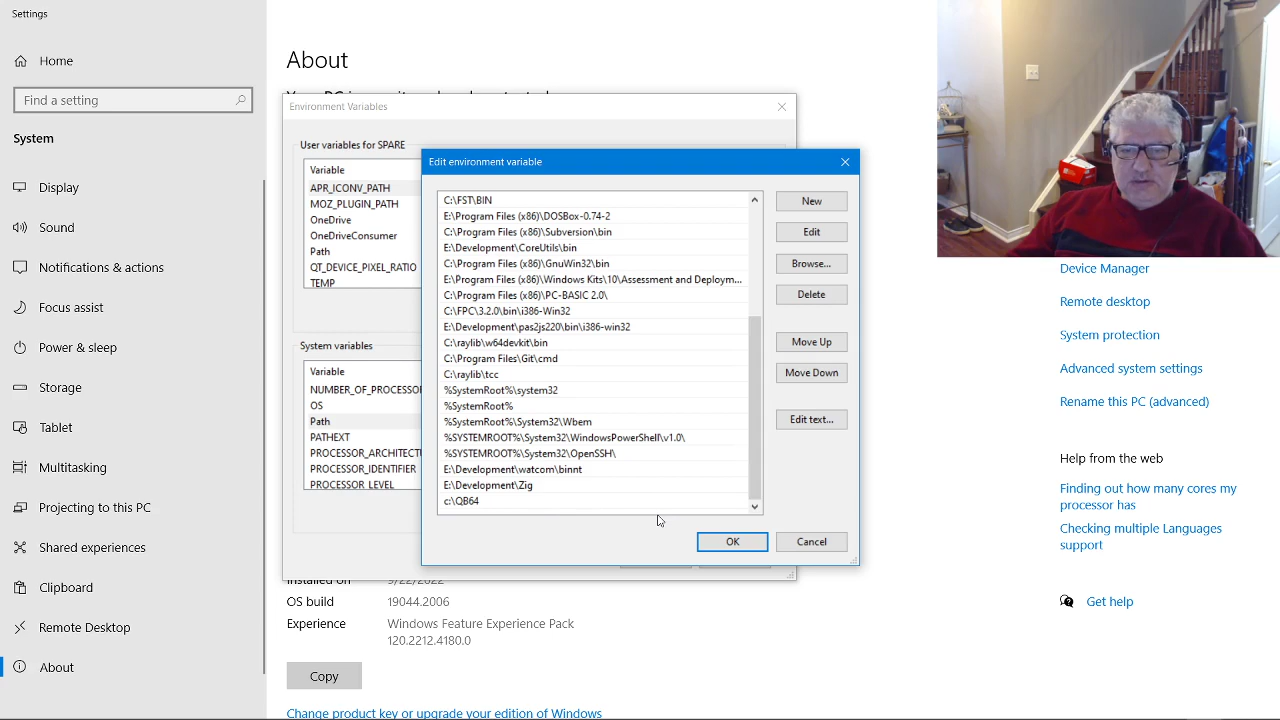 Settings
Home
Find a setting
System
Display
Sound
Notifications & actions
Focus assist
Power & sleep
Storage
Tablet
Multitasking
Projecting to this PC
Shared experiences
Clipboard
Remote Desktop
About
About
Environment Variables
User variables for SPARE
Variable
APR_ICONV_PATH
MOZ_PLUGIN_PATH
OneDrive
OneDriveConsumer
Path
QT_DEVICE_PIXEL_RATIO
TEMP
System variables
Variable
NUMBER_OF_PROCESSOR
OS
Path
PATHEXT
PROCESSOR_ARCHITECTU
PROCESSOR_IDENTIFIER
PROCESSOR_LEVEL
Edit environment variable
C:\FST\BIN
E:\Program Files (x86)\DOSBox-0.74-2
C:\Program Files (x86)\Subversion\bin
E:\Development\CoreUtils\bin
C:\Program Files (x86)\GnuWin32\bin
E:\Program Files (x86)\Windows Kits\10\Assessment and Deploym...
C:\Program Files (x86)\PC-BASIC 2.0\
C:\FPC\3.2.0\bin\i386-Win32
E:\Development\pas2js220\bin\i386-win32
C:\raylib\w64devkit\bin
C:\Program Files\Git\cmd
C:\raylib\tcc
%SystemRoot%\system32
%SystemRoot%
%SystemRoot%\System32\Wbem
%SYSTEMROOT%\System32\WindowsPowerShell\v1.0\
%SYSTEMROOT%\System32\OpenSSH\
E:\Development\watcom\binnt
E:\Development\Zig
c:\QB64
New
Edit
Browse...
Delete
Move Up
Move Down
Edit text...
OK
Cancel
Installed on 9/22/2022
OS build 19044.2006
Experience Windows Feature Experience Pack
120.2212.4180.0
Copy
Change product key or upgrade your edition of Windows
Device Manager
Remote desktop
System protection
Advanced system settings
Rename this PC (advanced)
Help from the web
Finding out how many cores my
processor has
Checking multiple Languages
support
Get help